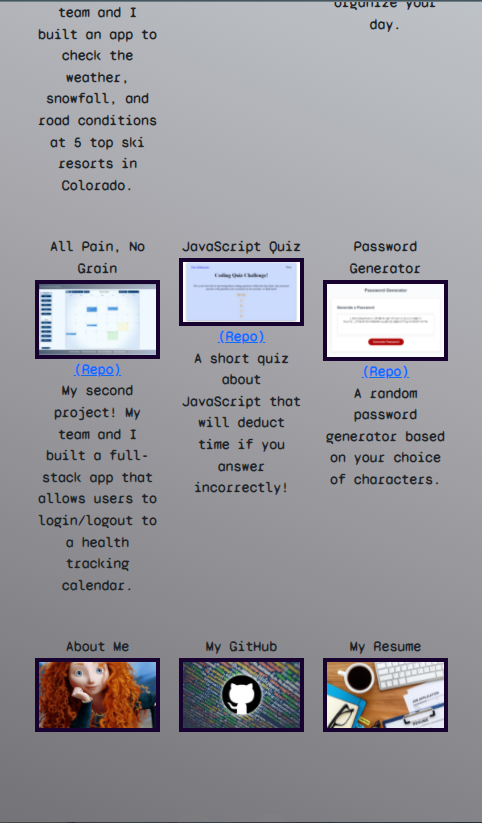 team and I
built an app to
check the
weather,
snowfall, and
road conditions
at 5 top ski
resorts in
Colorado.
organize your
day.
All Pain, No
Grain
(Repo)
My second
project! My
team and I
built a full-
stack app that
allows users to
login/logout to
a health
tracking
calendar.
JavaScript Quiz
Coding Quiz Challenge!
(Repo)
A short quiz
about
JavaScript that
will deduct
time if you
answer
incorrectly!
Password
Generator
Password Generator
Generate a Password
(Repo)
A random
password
generator based
on your choice
of characters.
About Me
My GitHub
My Resume
JOB APPLICATION
RESUME